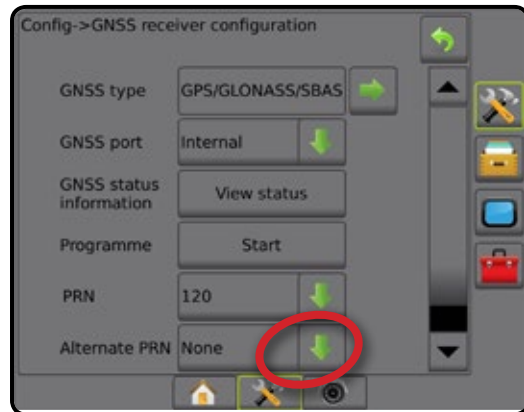 Config->GNSS receiver configuration
GNSS type GPS/GLONASS/SBAS
GNSS port Internal
GNSS status
information View status
Programme Start
PRN 120
Alternate PRN None